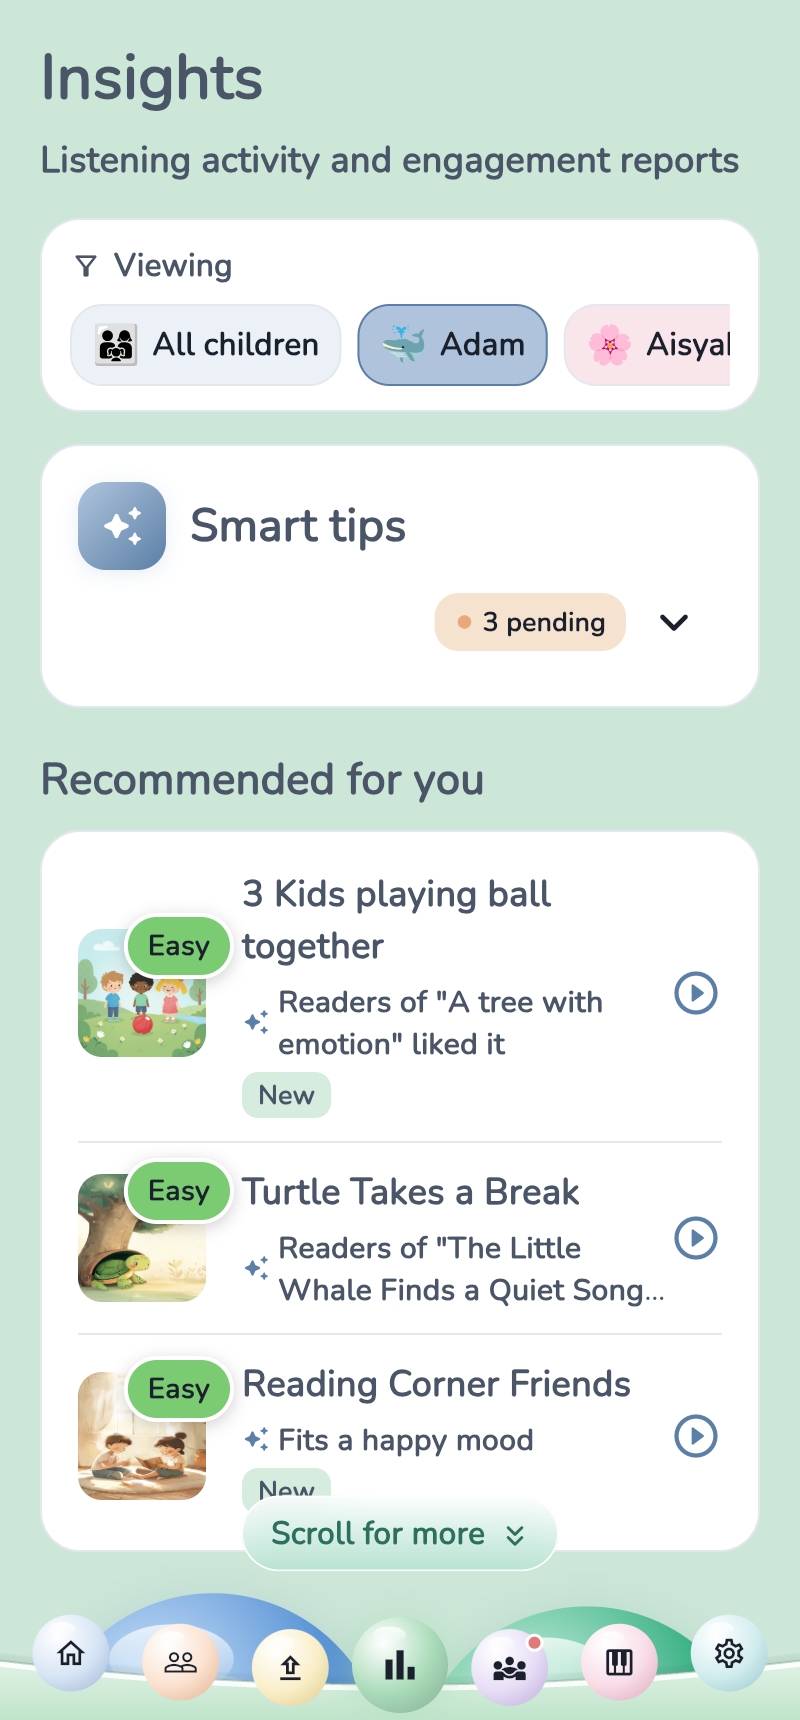 Insights
Listening activity and engagement reports
Viewing
All children
Adam
Aisyal
Smart tips
3 pending
Recommended for you
Easy
3 Kids playing ball
together
Readers of "A tree with
emotion" liked it
New
Easy
Turtle Takes a Break
Readers of "The Little
Whale Finds a Quiet Song...
Easy
Reading Corner Friends
Fits a happy mood
New
Scroll for more